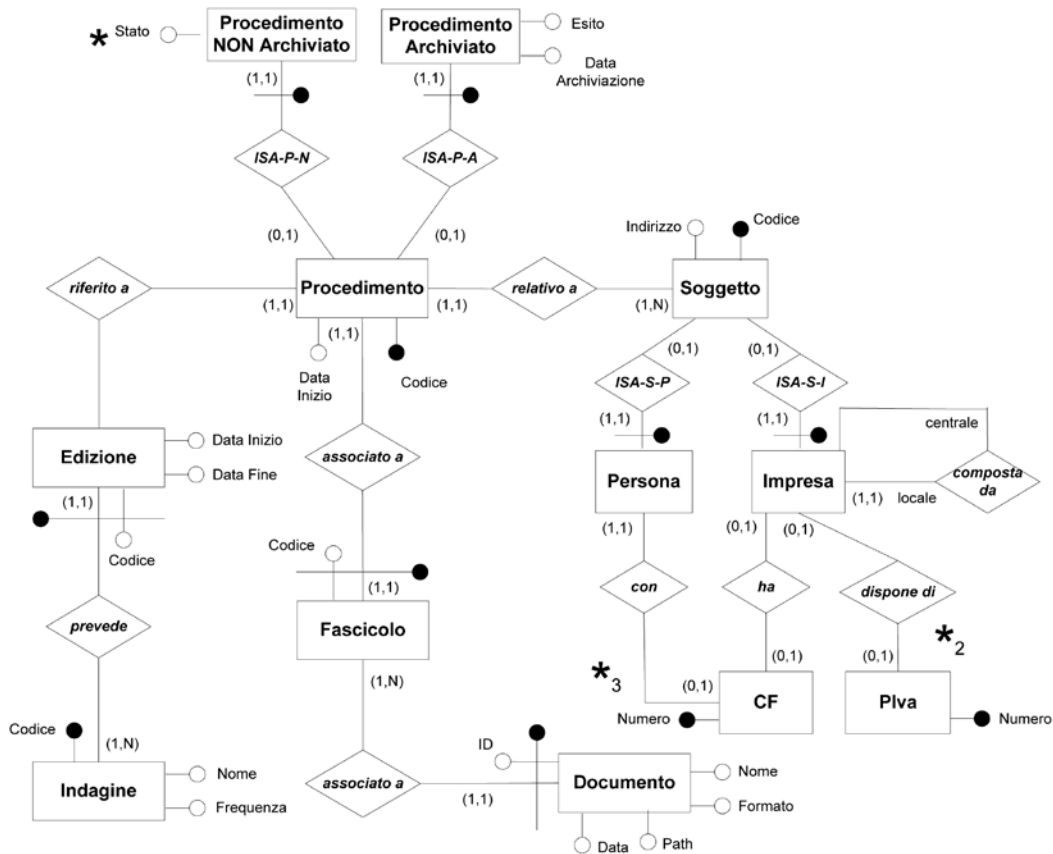 * Stato
Procedimento
NON Archiviato
Procedimento
Archiviato
Esito
Data
Archiviazione
(1,1)
(1,1)
ISA-P-N
ISA-P-A
(0,1)
(0,1)
Indirizzo
Codice
riferito a
(1,1)
Procedimento
(1,1)
relativo a
(1,N)
Soggetto
(1,1)
Data
Inizio
Codice
(0,1)
(0,1)
ISA-S-P
ISA-S-I
(1,1)
(1,1)
centrale
Edizione
Data Inizio
Data Fine
associato a
Persona
Impresa
composta
da
(1,1)
locale
(1,1)
Codice
(1,1)
(0,1)
(0,1)
Codice
(1,1)
con
ha
dispone di
prevede
Fascicolo
*2
*3
(1,N)
(0,1)
(0,1)
(0,1)
CF
PIva
Numero
Numero
Codice
(1,N)
ID
Indagine
Nome
Frequenza
associato a
(1,1)
Documento
Nome
Formato
Data
Path